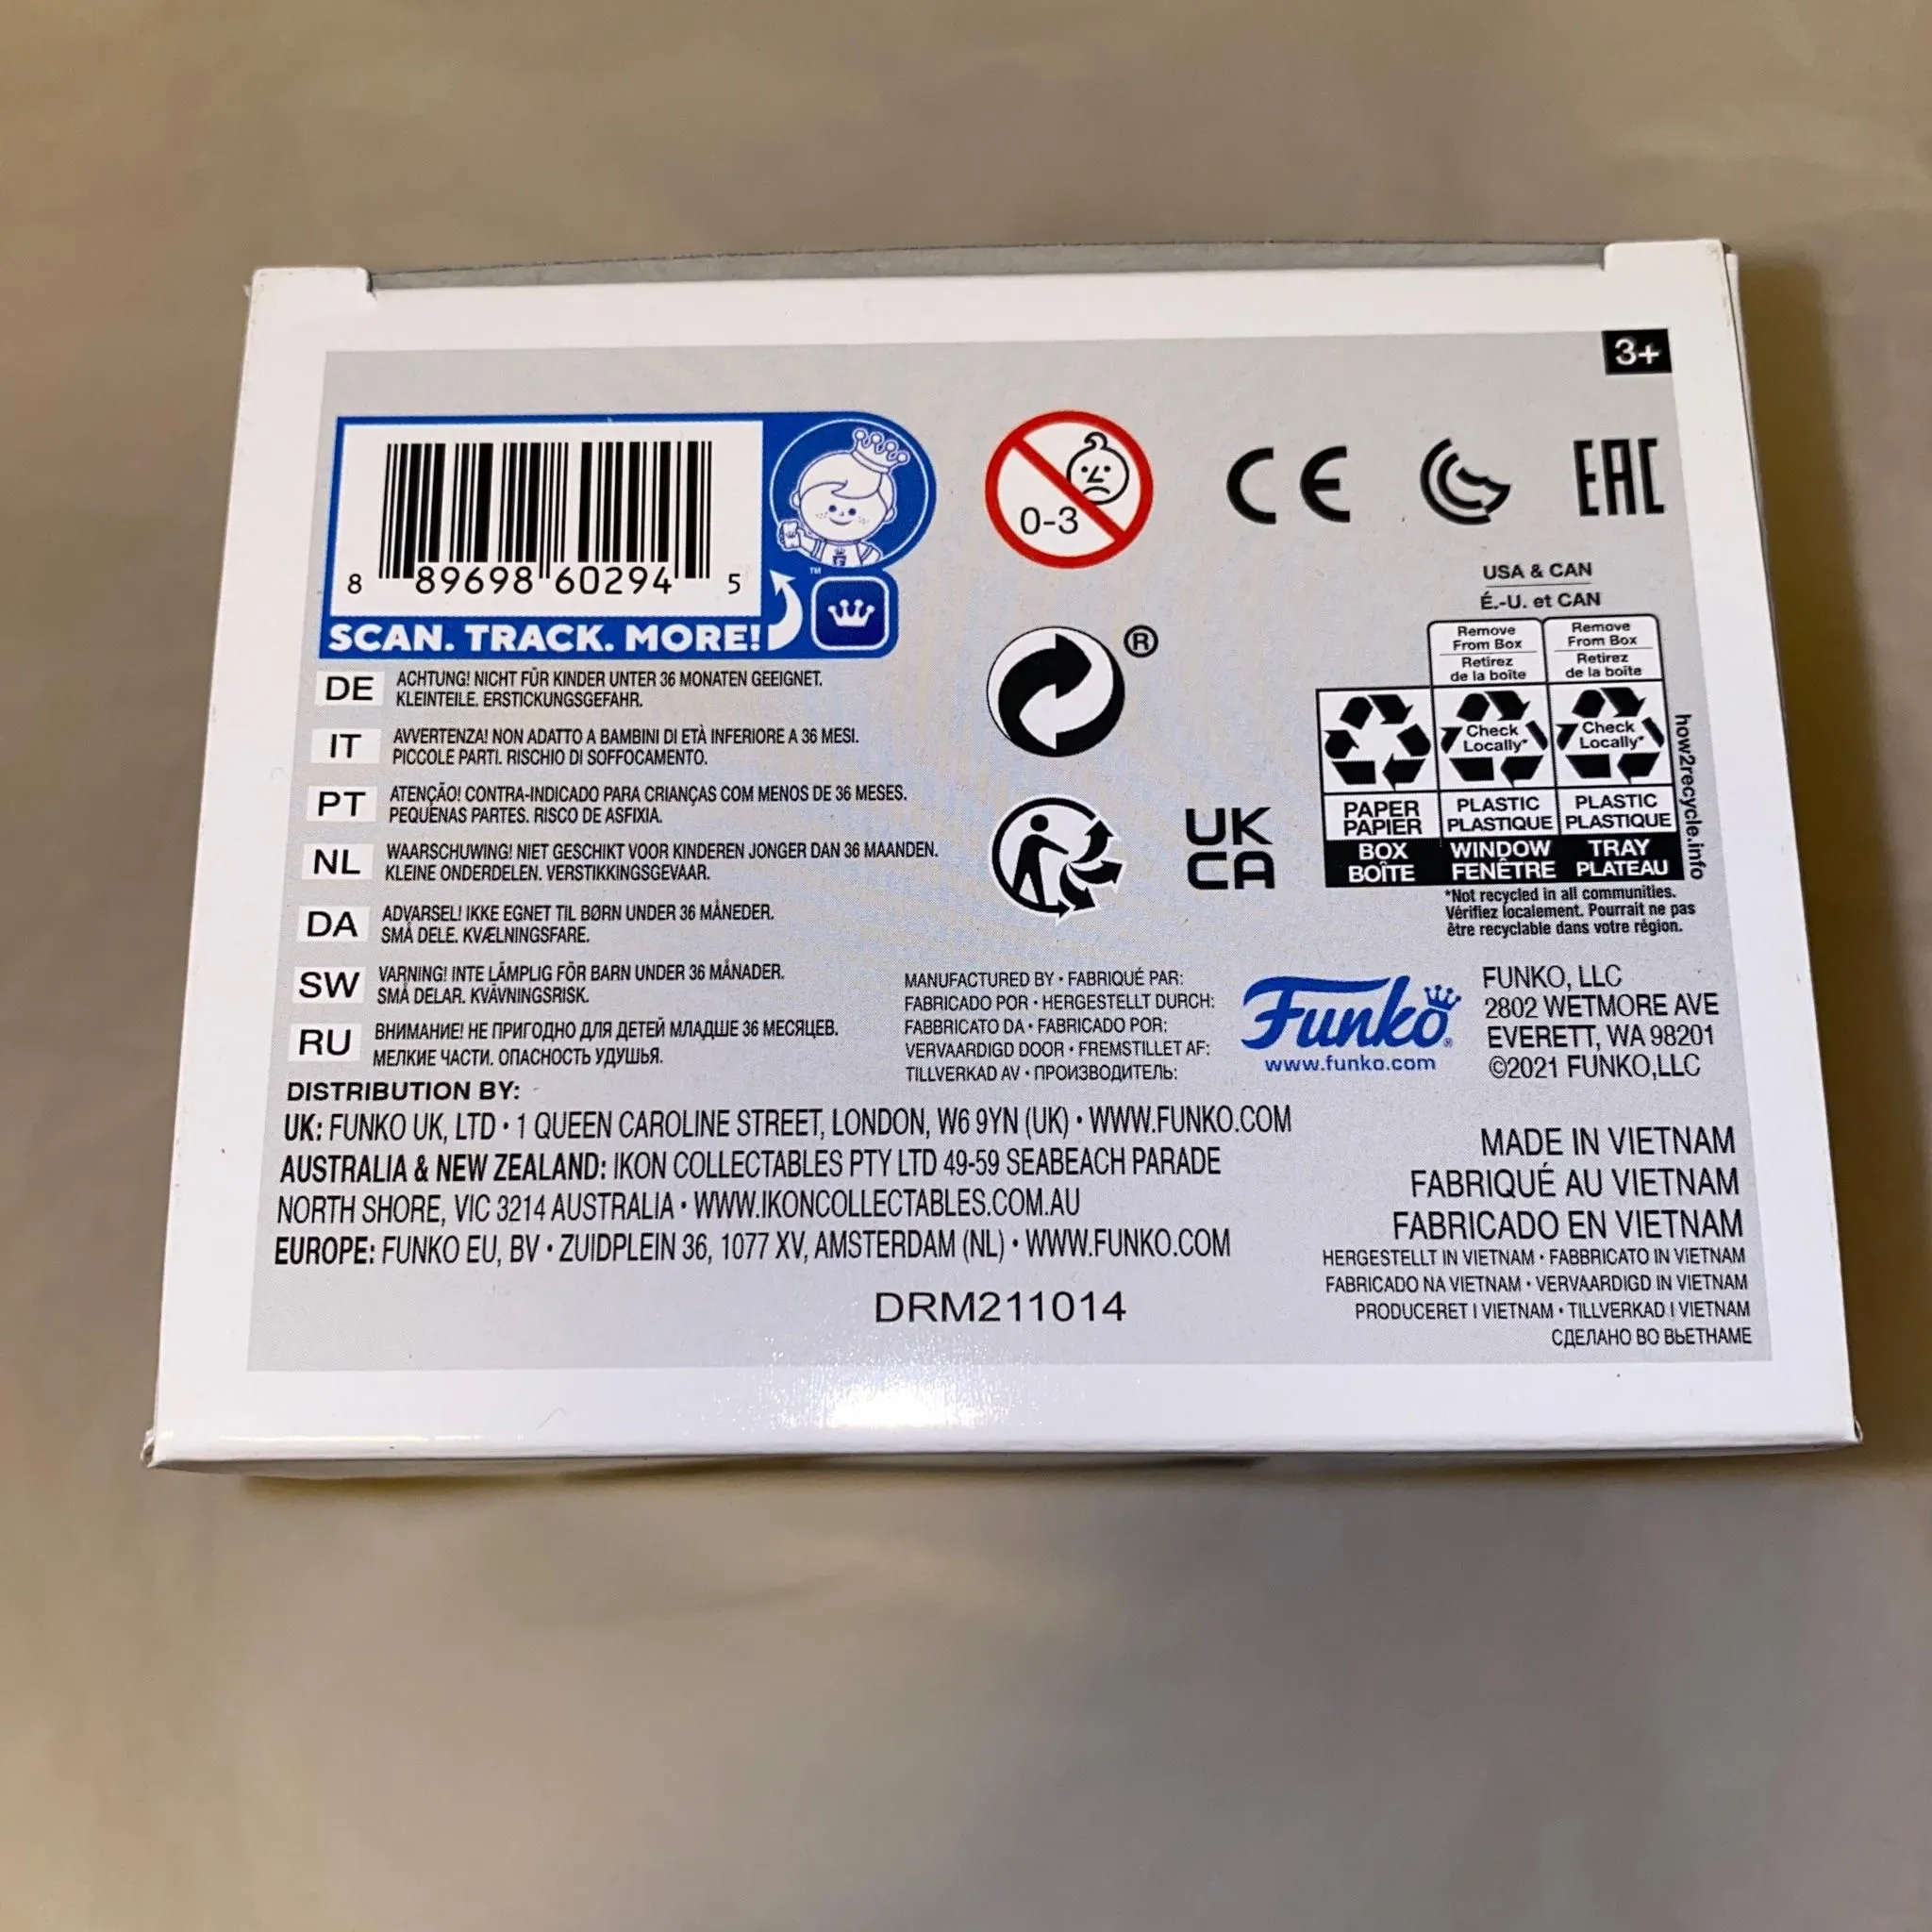 3+
8 89698 60294 5
™
SCAN. TRACK. MORE!
0-3
CE
EAC
USA & CAN
É.-U. et CAN
Remove
From Box
Retirez
de la boîte
Remove
From Box
Retirez
de la boîte
Check
Locally*
Check
Locally*
PAPER
PAPIER
PLASTIC
PLASTIQUE
PLASTIC
PLASTIQUE
BOX
BOÎTE
WINDOW
FENÊTRE
TRAY
PLATEAU
how2recycle.info
*Not recycled in all communities.
Vérifiez localement. Pourrait ne pas
être recyclable dans votre région.
®
UK
CA
DE ACHTUNG! NICHT FÜR KINDER UNTER 36 MONATEN GEEIGNET.
KLEINTEILE. ERSTICKUNGSGEFAHR.
IT AVVERTENZA! NON ADATTO A BAMBINI DI ETÀ INFERIORE A 36 MESI.
PICCOLE PARTI. RISCHIO DI SOFFOCAMENTO.
PT ATENÇÃO! CONTRA-INDICADO PARA CRIANÇAS COM MENOS DE 36 MESES.
PEQUENAS PARTES. RISCO DE ASFIXIA.
NL WAARSCHUWING! NIET GESCHIKT VOOR KINDEREN JONGER DAN 36 MAANDEN.
KLEINE ONDERDELEN. VERSTIKKINGSGEVAAR.
DA ADVARSEL! IKKE EGNET TIL BØRN UNDER 36 MÅNEDER.
SMÅ DELE. KVÆLNINGSFARE.
SW VARNING! INTE LÄMPLIG FÖR BARN UNDER 36 MÅNADER.
SMÅ DELAR. KVÄVNINGSRISK.
RU ВНИМАНИЕ! НЕ ПРИГОДНО ДЛЯ ДЕТЕЙ МЛАДШЕ 36 МЕСЯЦЕВ.
МЕЛКИЕ ЧАСТИ. ОПАСНОСТЬ УДУШЬЯ.
MANUFACTURED BY • FABRIQUÉ PAR:
FABRICADO POR • HERGESTELLT DURCH:
FABBRICATO DA • FABRICADO POR:
VERVAARDIGD DOOR • FREMSTILLET AF:
TILLVERKAD AV • ПРОИЗВОДИТЕЛЬ:
Funko®
www.funko.com
FUNKO, LLC
2802 WETMORE AVE
EVERETT, WA 98201
©2021 FUNKO,LLC
DISTRIBUTION BY:
UK: FUNKO UK, LTD • 1 QUEEN CAROLINE STREET, LONDON, W6 9YN (UK) • WWW.FUNKO.COM
AUSTRALIA & NEW ZEALAND: IKON COLLECTABLES PTY LTD 49-59 SEABEACH PARADE
NORTH SHORE, VIC 3214 AUSTRALIA • WWW.IKONCOLLECTABLES.COM.AU
EUROPE: FUNKO EU, BV • ZUIDPLEIN 36, 1077 XV, AMSTERDAM (NL) • WWW.FUNKO.COM
DRM211014
MADE IN VIETNAM
FABRIQUÉ AU VIETNAM
FABRICADO EN VIETNAM
HERGESTELLT IN VIETNAM • FABBRICATO IN VIETNAM
FABRICADO NA VIETNAM • VERVAARDIGD IN VIETNAM
PRODUCERET I VIETNAM • TILLVERKAD I VIETNAM
СДЕЛАНО ВО ВЬЕТНАМЕ